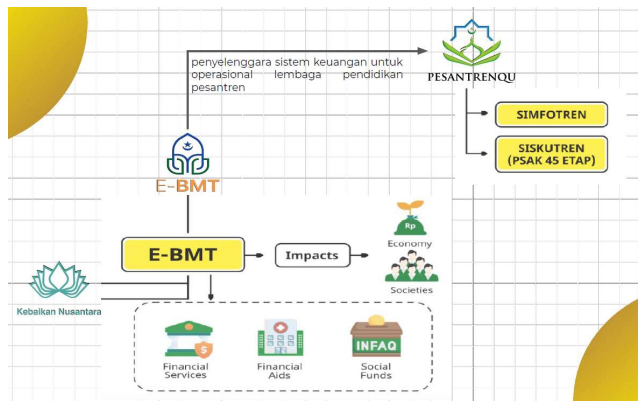 penyelenggara sistem keuangan untuk
operasional lembaga pendidikan
pesantren
PESANTRENQU
SIMFOTREN
SISKUTREN
(PSAK 45 ETAP)
E-BMT
E-BMT
Impacts
Rp
Economy
Societies
Kebaikan Nusantara
$
Financial
Services
Financial
Aids
INFAQ
Social
Funds